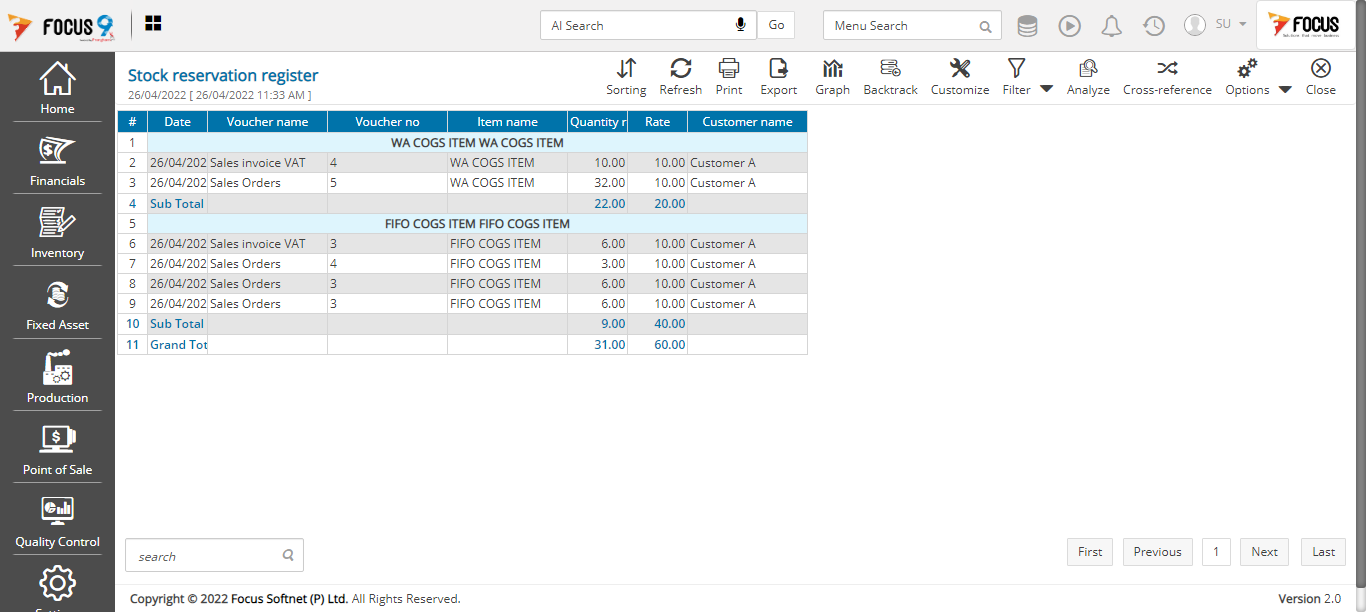 FOCUS 9
AI Search
Go
Menu Search
SU
FOCUS
Home
Financials
Inventory
Fixed Asset
Production
Point of Sale
Quality Control
Stock reservation register
26/04/2022 [ 26/04/2022 11:33 AM ]
Sorting Refresh Print Export Graph Backtrack Customize Filter Analyze Cross-reference Options Close
# Date Voucher name Voucher no Item name Quantity r Rate Customer name
1 WA COGS ITEM WA COGS ITEM
2 26/04/202 Sales invoice VAT 4 WA COGS ITEM 10.00 10.00 Customer A
3 26/04/202 Sales Orders 5 WA COGS ITEM 32.00 10.00 Customer A
4 Sub Total 22.00 20.00
5 FIFO COGS ITEM FIFO COGS ITEM
6 26/04/202 Sales invoice VAT 3 FIFO COGS ITEM 6.00 10.00 Customer A
7 26/04/202 Sales Orders 4 FIFO COGS ITEM 3.00 10.00 Customer A
8 26/04/202 Sales Orders 3 FIFO COGS ITEM 6.00 10.00 Customer A
9 26/04/202 Sales Orders 3 FIFO COGS ITEM 6.00 10.00 Customer A
10 Sub Total 9.00 40.00
11 Grand Tot 31.00 60.00
search
First Previous 1 Next Last
Copyright © 2022 Focus Softnet (P) Ltd. All Rights Reserved.
Version 2.0